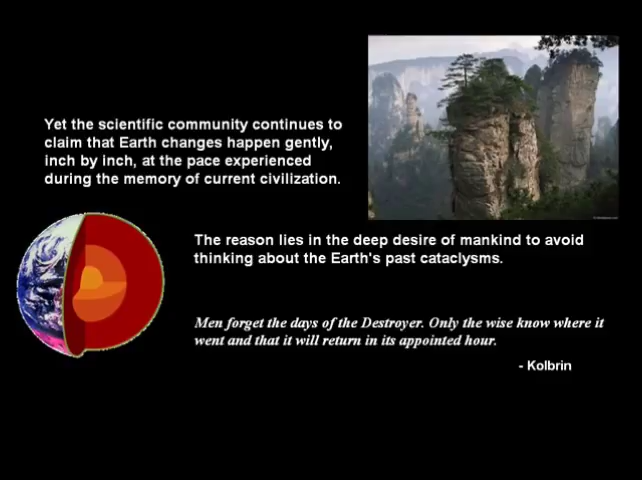 Yet the scientific community continues to
claim that Earth changes happen gently,
inch by inch, at the pace experienced
during the memory of current civilization.
The reason lies in the deep desire of mankind to avoid
thinking about the Earth's past cataclysms.
Men forget the days of the Destroyer. Only the wise know where it
went and that it will return in its appointed hour.
- Kolbrin